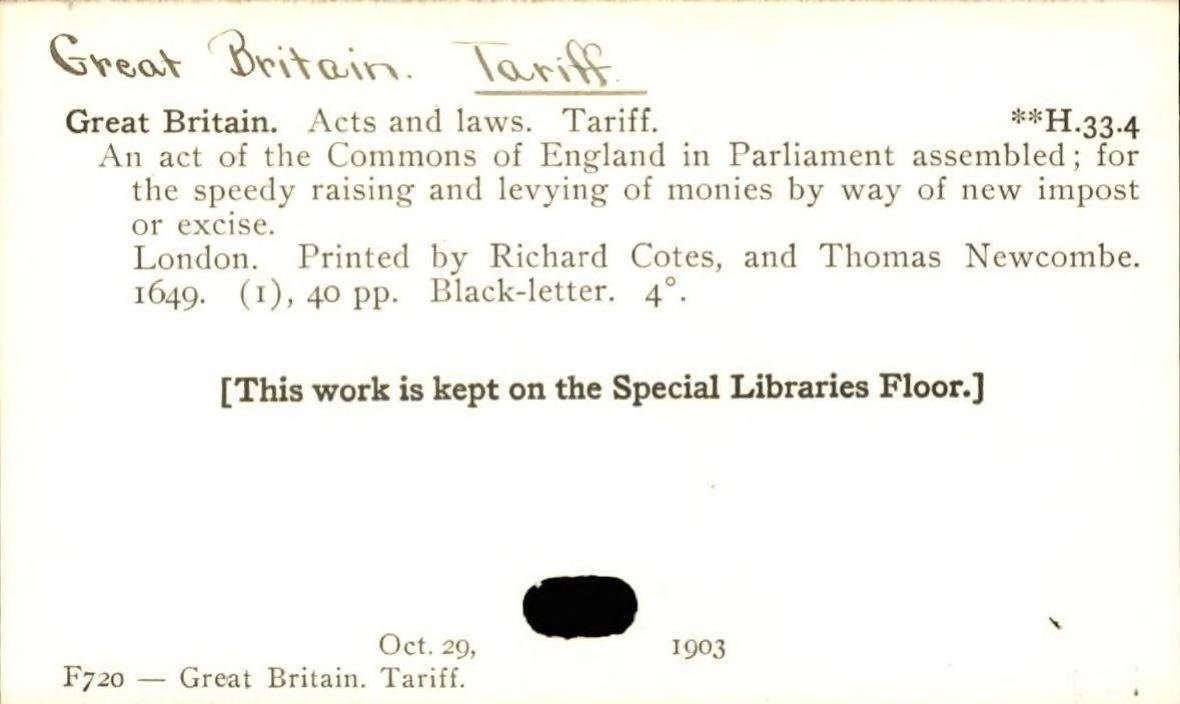 Great Britain. Tariff.
Great Britain. Acts and laws. Tariff. **H.33.4
An act of the Commons of England in Parliament assembled; for
the speedy raising and levying of monies by way of new impost
or excise.
London. Printed by Richard Cotes, and Thomas Newcombe.
1649. (1), 40 pp. Black-letter. 4°.
[This work is kept on the Special Libraries Floor.]
Oct. 29, 1903
F720 — Great Britain. Tariff.